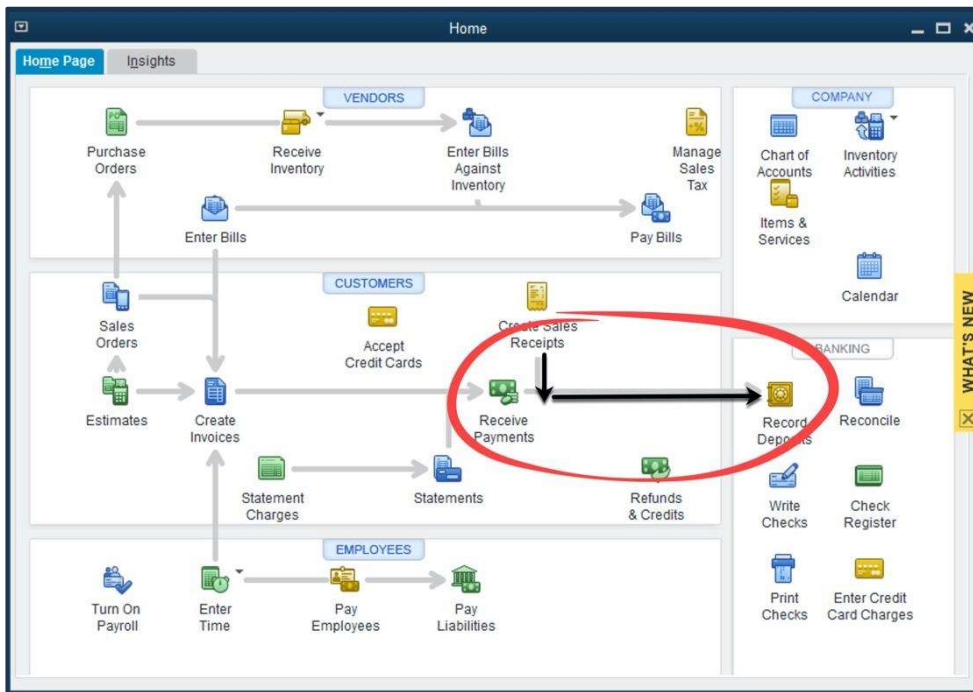 Home
Home Page
Insights
VENDORS
Purchase
Orders
Receive
Inventory
Enter Bills
Against
Inventory
Manage
Sales
Tax
Enter Bills
Pay Bills
CUSTOMERS
Sales
Orders
Accept
Credit Cards
Create Sales
Receipts
Estimates
Create
Invoices
Receive
Payments
Statement
Charges
Statements
Refunds
& Credits
EMPLOYEES
Turn On
Payroll
Enter
Time
Pay
Employees
Pay
Liabilities
COMPANY
Chart of
Accounts
Inventory
Activities
Items &
Services
Calendar
BANKING
Record
Deposits
Reconcile
Write
Checks
Check
Register
Print
Checks
Enter Credit
Card Charges
WHAT'S NEW